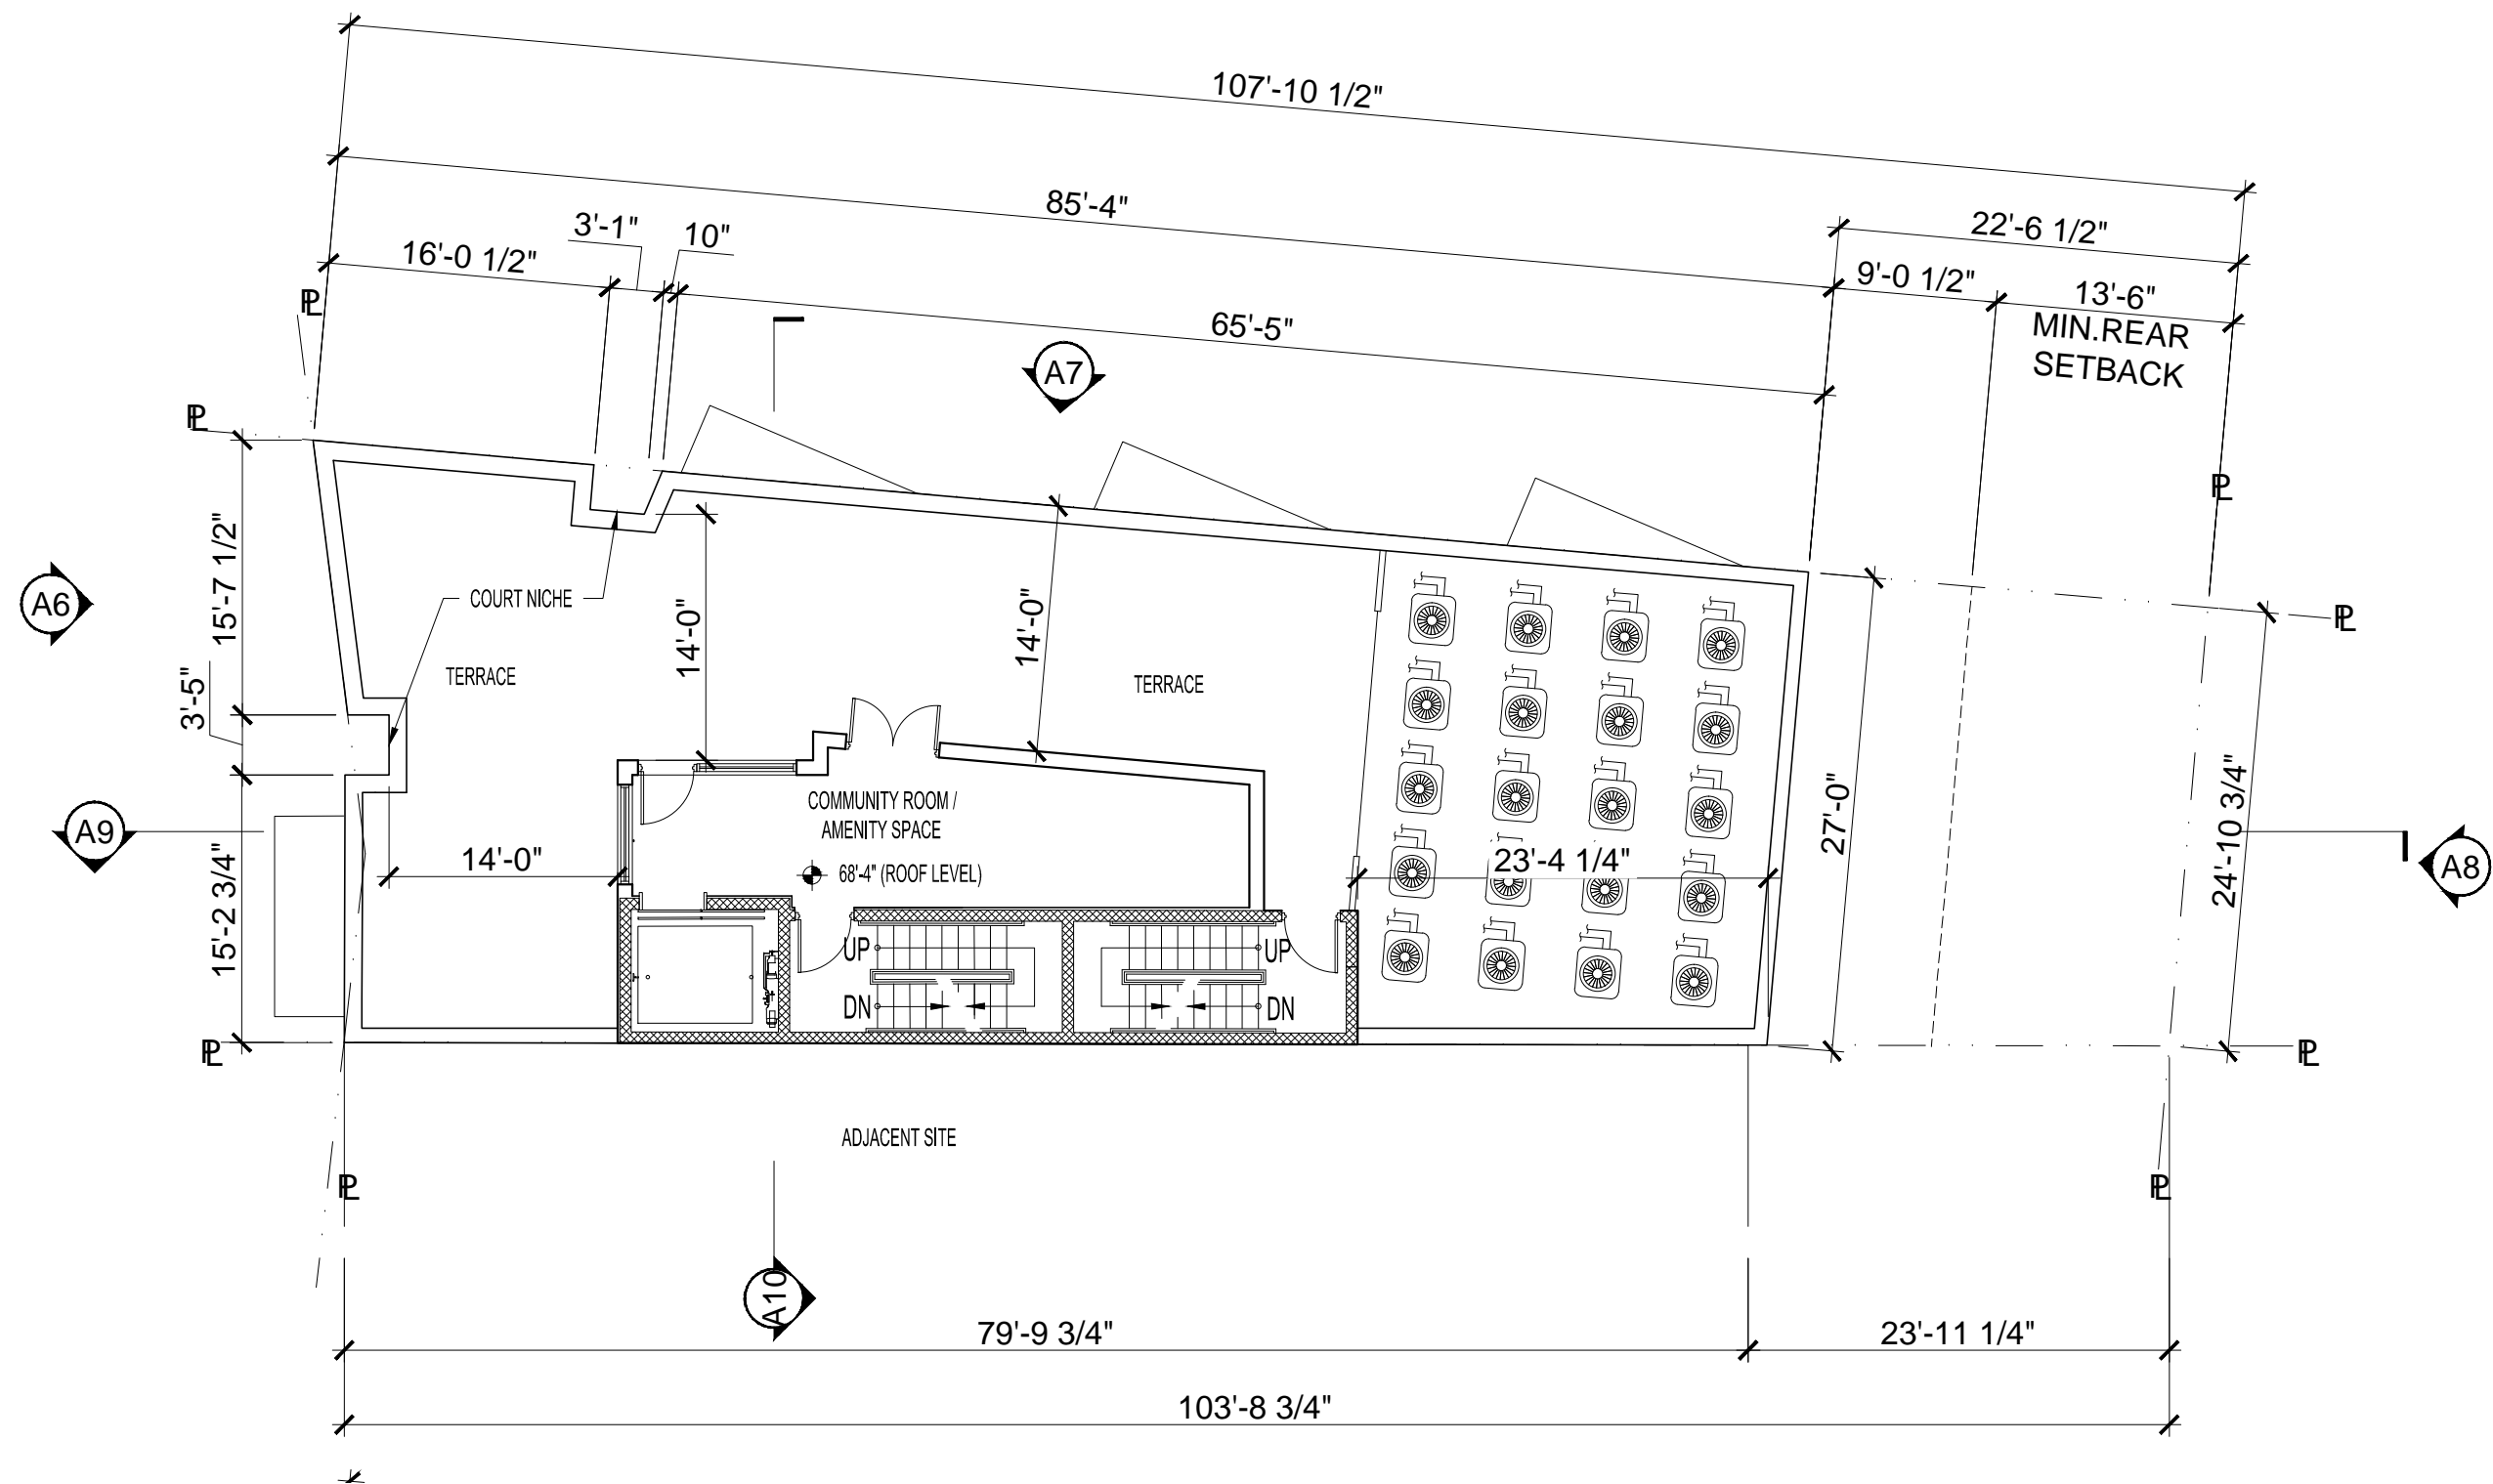 107'-10 1/2"
85'-4"
22'-6 1/2"
3'-1"
10"
16'-0 1/2"
9'-0 1/2"
13'-6"
MIN.REAR
SETBACK
65'-5"
PL
A7
PL
PL
15'-7 1/2"
COURT NICHE
14'-0"
14'-0"
A6
PL
TERRACE
TERRACE
3'-5"
COMMUNITY ROOM /
AMENITY SPACE
27'-0"
24'-10 3/4"
A9
14'-0"
68'-4" (ROOF LEVEL)
23'-4 1/4"
A8
15'-2 3/4"
UP
UP
DN
DN
PL
PL
ADJACENT SITE
PL
PL
A10
79'-9 3/4"
23'-11 1/4"
103'-8 3/4"